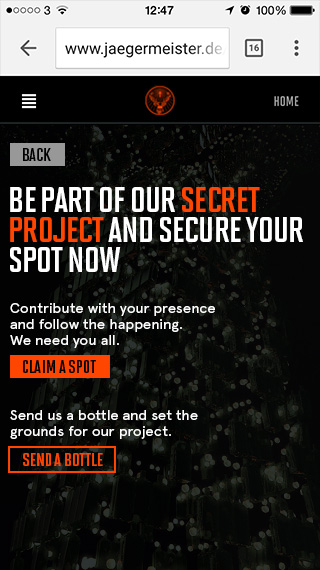 3 12:47 100%
www.jaegermeister.de
16
HOME
BACK
BE PART OF OUR SECRET
PROJECT AND SECURE YOUR
SPOT NOW
Contribute with your presence
and follow the happening.
We need you all.
CLAIM A SPOT
Send us a bottle and set the
grounds for our project.
SEND A BOTTLE